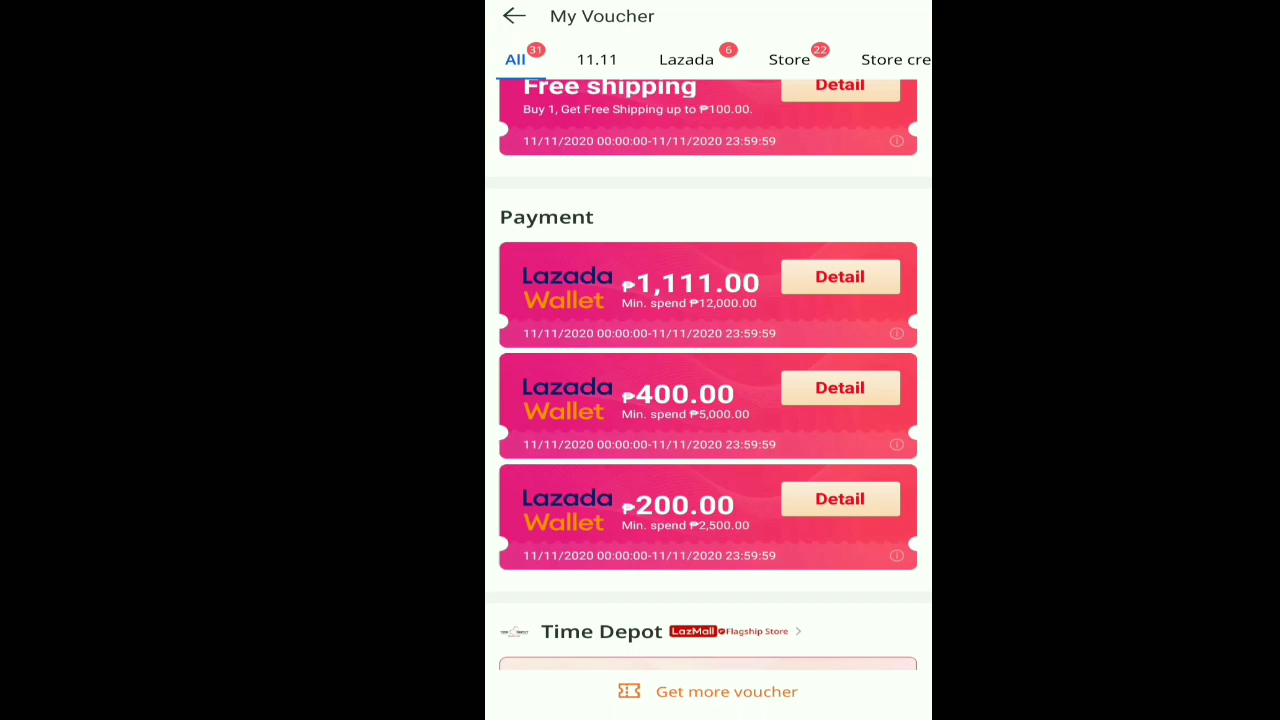 My Voucher
All 31 11.11 Lazada 6 Store 22 Store cre
Free shipping Detail
Buy 1, Get Free Shipping up to ₱100.00.
11/11/2020 00:00:00-11/11/2020 23:59:59
Payment
Lazada Wallet ₱1,111.00 Detail
Min. spend ₱12,000.00
11/11/2020 00:00:00-11/11/2020 23:59:59
Lazada Wallet ₱400.00 Detail
Min. spend ₱5,000.00
11/11/2020 00:00:00-11/11/2020 23:59:59
Lazada Wallet ₱200.00 Detail
Min. spend ₱2,500.00
11/11/2020 00:00:00-11/11/2020 23:59:59
Time Depot LazMall Flagship Store
Get more voucher